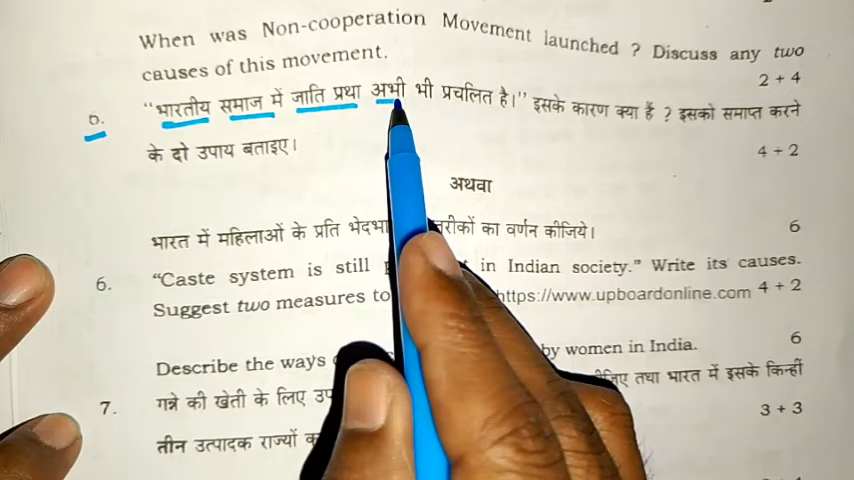 When was Non-cooperation Movement launched ? Discuss any two
causes of this movement.
2 + 4
6. "भारतीय समाज में जाति प्रथा अभी भी प्रचलित है।" इसके कारण क्या हैं ? इसको समाप्त करने
के दो उपाय बताइए।
4 + 2
अथवा
भारत में महिलाओं के प्रति तरीकों का वर्णन कीजिये।
6
6. "Caste system is still in Indian society." Write its causes.
Suggest two measures to https://www.upboardonline.com 4 + 2
6
Describe the ways by women in India.
7. गन्ने की खेती के लिए तथा भारत में इसके किन्हीं
3 + 3
तीन उत्पादक राज्यों